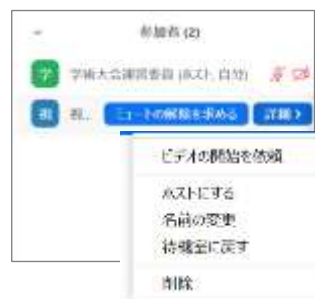 参加者 (2)
学 学術大会運営委員 (ホスト, 自分)
視 視... ミュートの解除を求める 詳細 >
ビデオの開始を依頼
ホストにする
名前の変更
待機室に戻す
削除